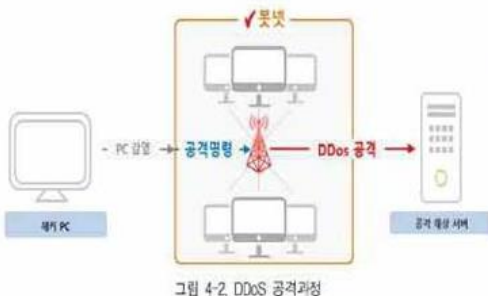 ✓봇넷
PC 감염
공격명령
DDos 공격
해커 PC
공격 대상 서버
그림 4-2. DDoS 공격과정